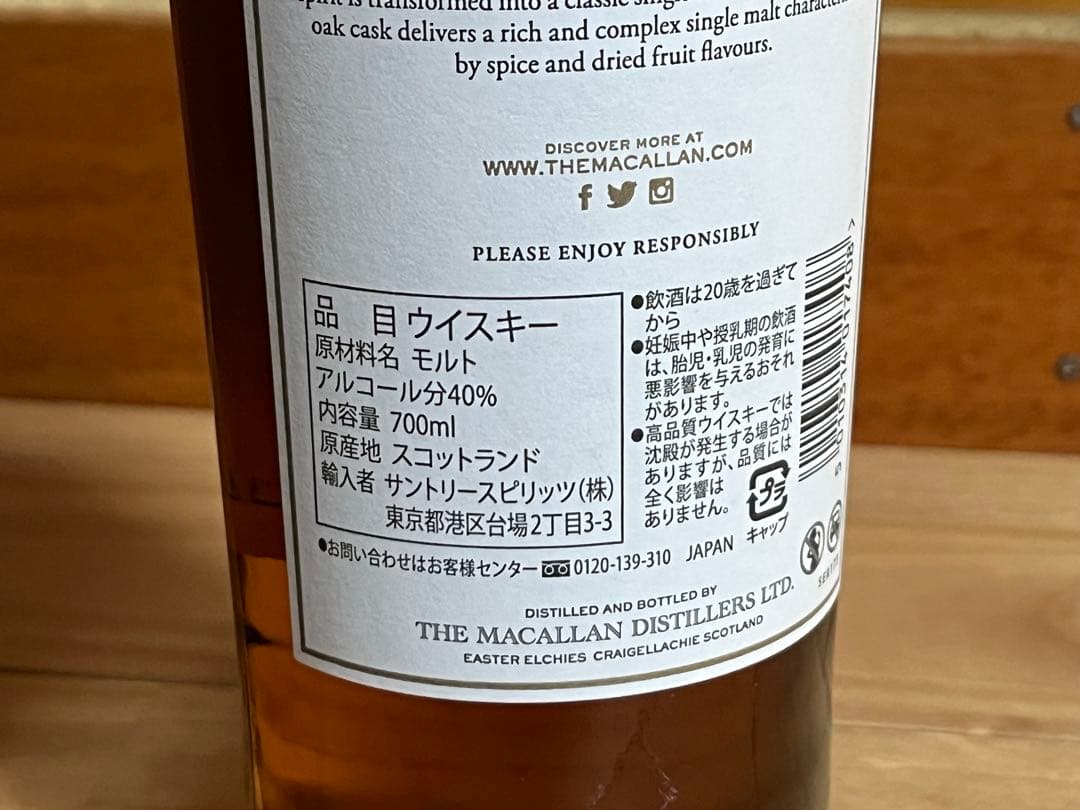 is transformed into a classic
oak cask delivers a rich and complex single malt
by spice and dried fruit flavours.
DISCOVER MORE AT
WWW.THEMACALLAN.COM
PLEASE ENJOY RESPONSIBLY
品 目 ウイスキー
原材料名 モルト
アルコール分40%
内容量 700ml
原産地 スコットランド
輸入者 サントリースピリッツ(株)
東京都港区台場2丁目3-3
●飲酒は20歳を過ぎて
から
●妊娠中や授乳期の飲酒
は、胎児・乳児の発育に
悪影響を与えるおそれ
があります。
●高品質ウイスキーでは
沈殿が発生する場合が
ありますが、品質には
全く影響は
ありません。
プラ
キャップ
●お問い合わせはお客様センター 0120-139-310 JAPAN
DISTILLED AND BOTTLED BY
THE MACALLAN DISTILLERS LTD.
EASTER ELCHIES CRAIGELLACHIE SCOTLAND